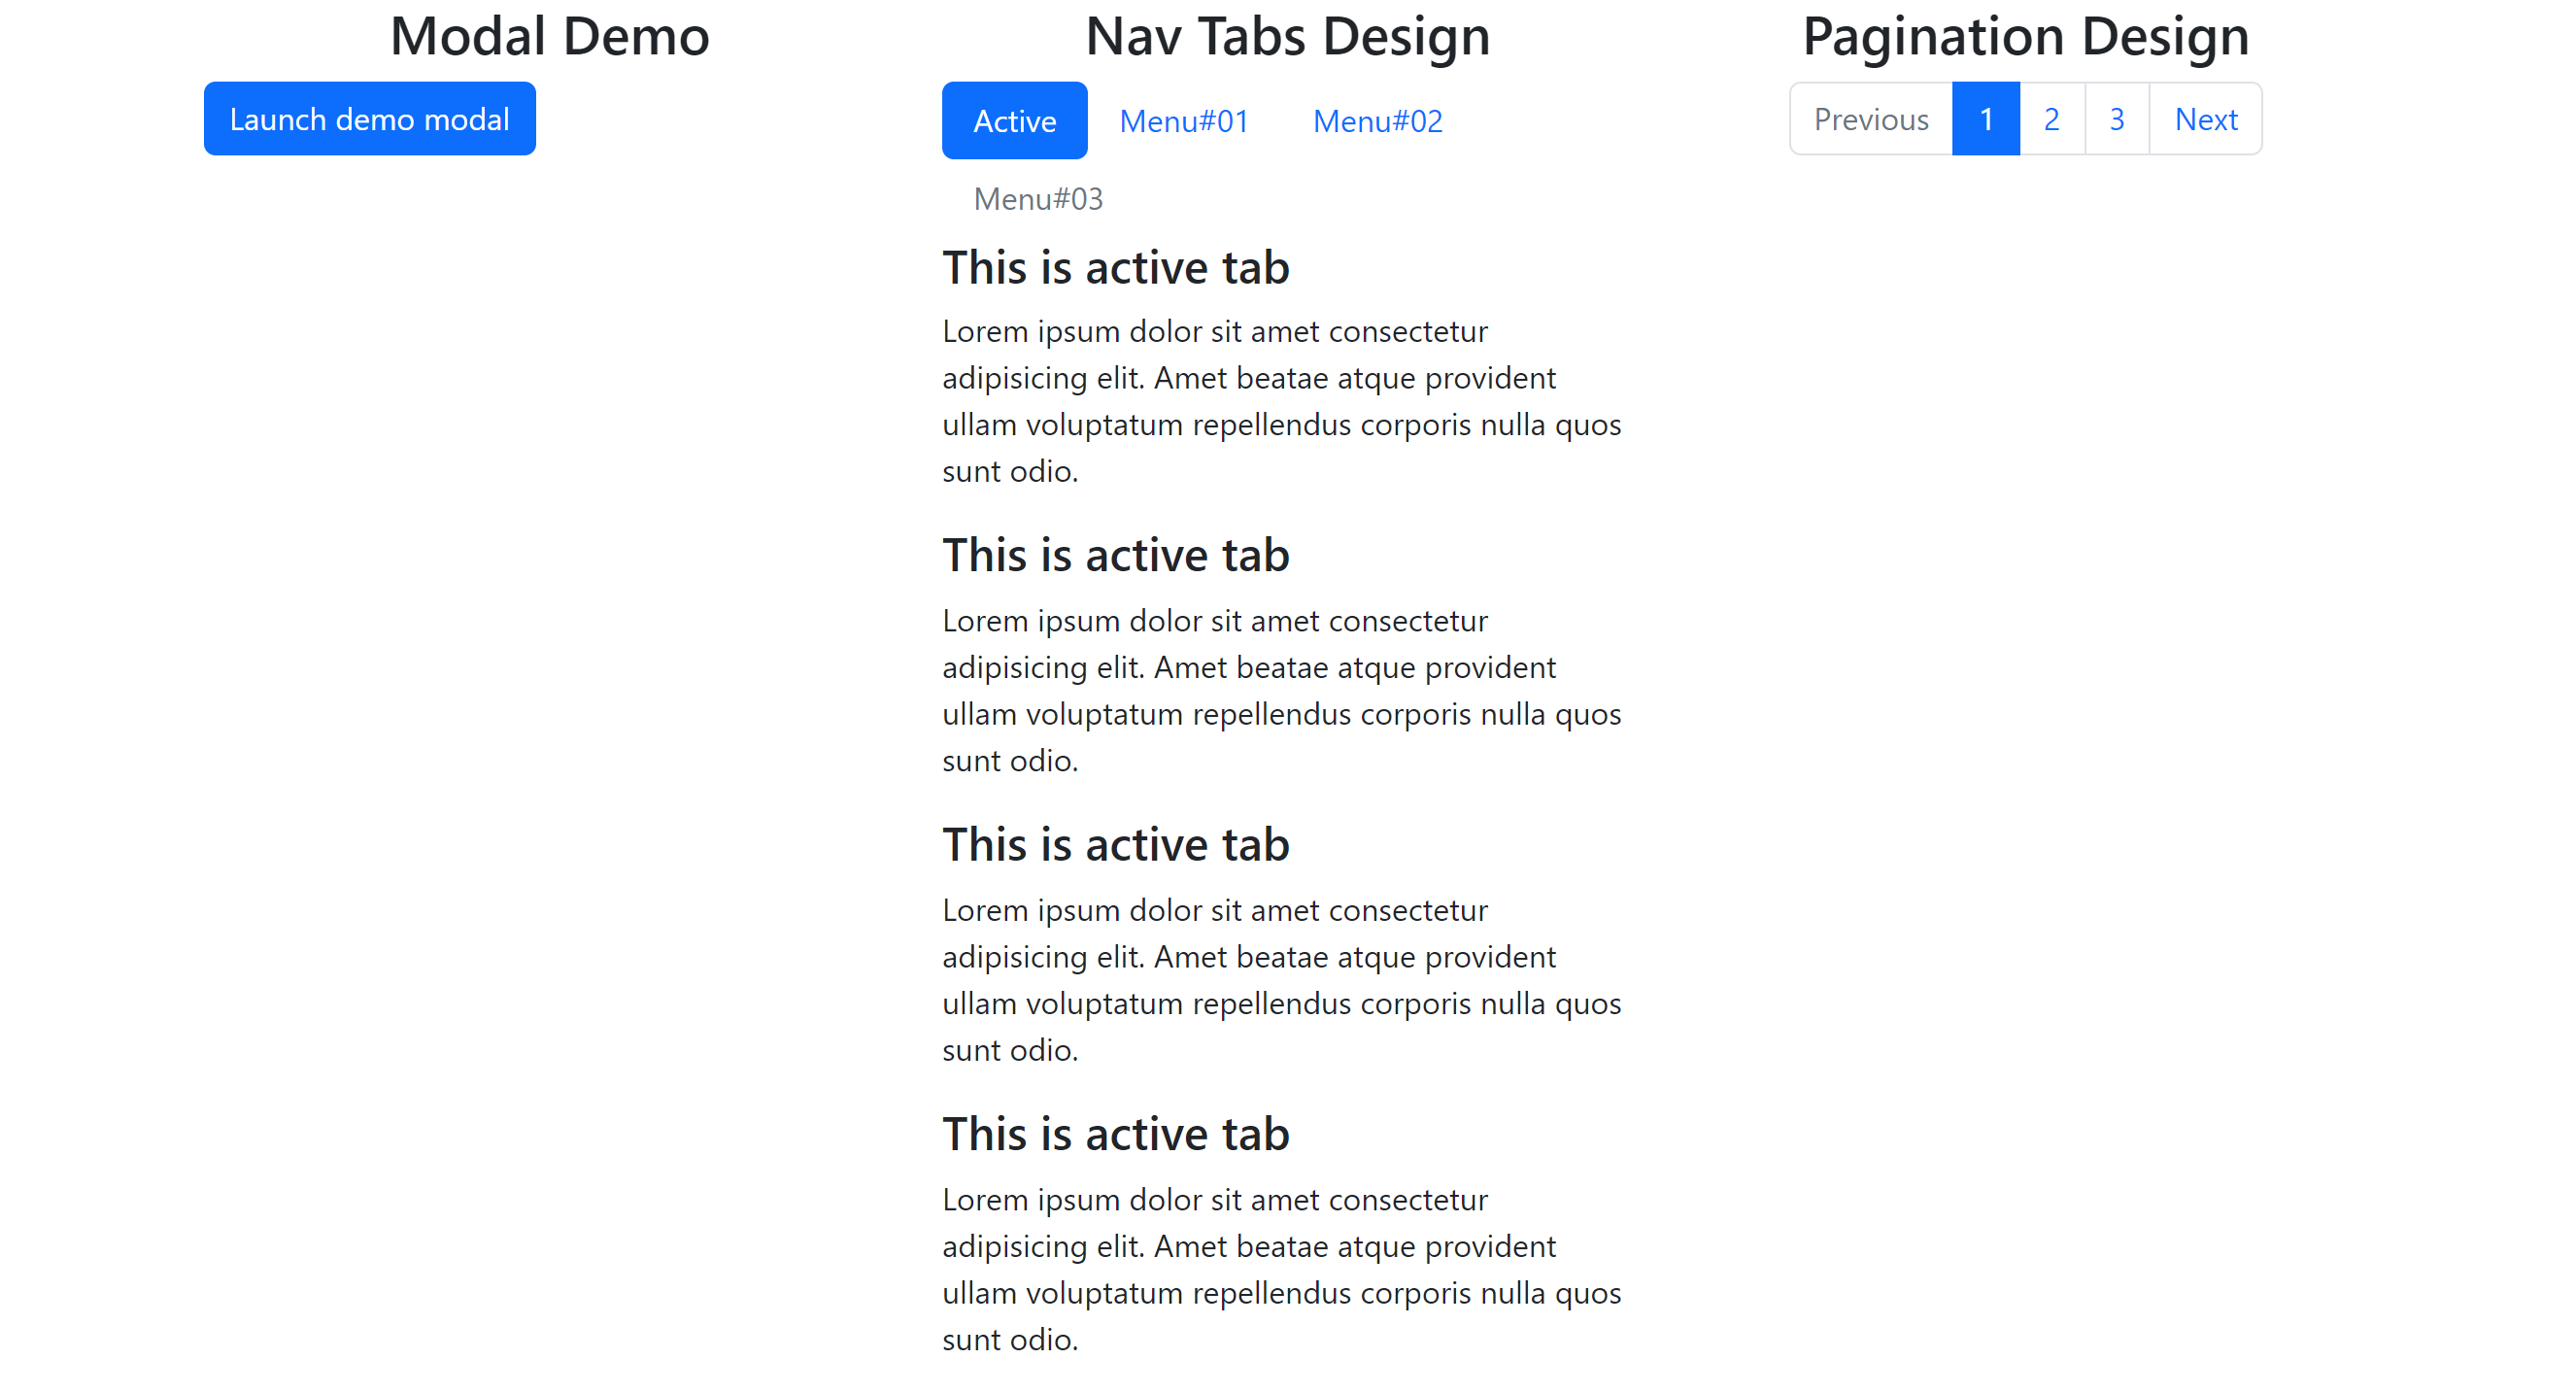 Modal Demo
Launch demo modal
Nav Tabs Design
Active Menu#01 Menu#02
Menu#03
This is active tab
Lorem ipsum dolor sit amet consectetur
adipisicing elit. Amet beatae atque provident
ullam voluptatum repellendus corporis nulla quos
sunt odio.
This is active tab
Lorem ipsum dolor sit amet consectetur
adipisicing elit. Amet beatae atque provident
ullam voluptatum repellendus corporis nulla quos
sunt odio.
This is active tab
Lorem ipsum dolor sit amet consectetur
adipisicing elit. Amet beatae atque provident
ullam voluptatum repellendus corporis nulla quos
sunt odio.
This is active tab
Lorem ipsum dolor sit amet consectetur
adipisicing elit. Amet beatae atque provident
ullam voluptatum repellendus corporis nulla quos
sunt odio.
Pagination Design
Previous 1 2 3 Next